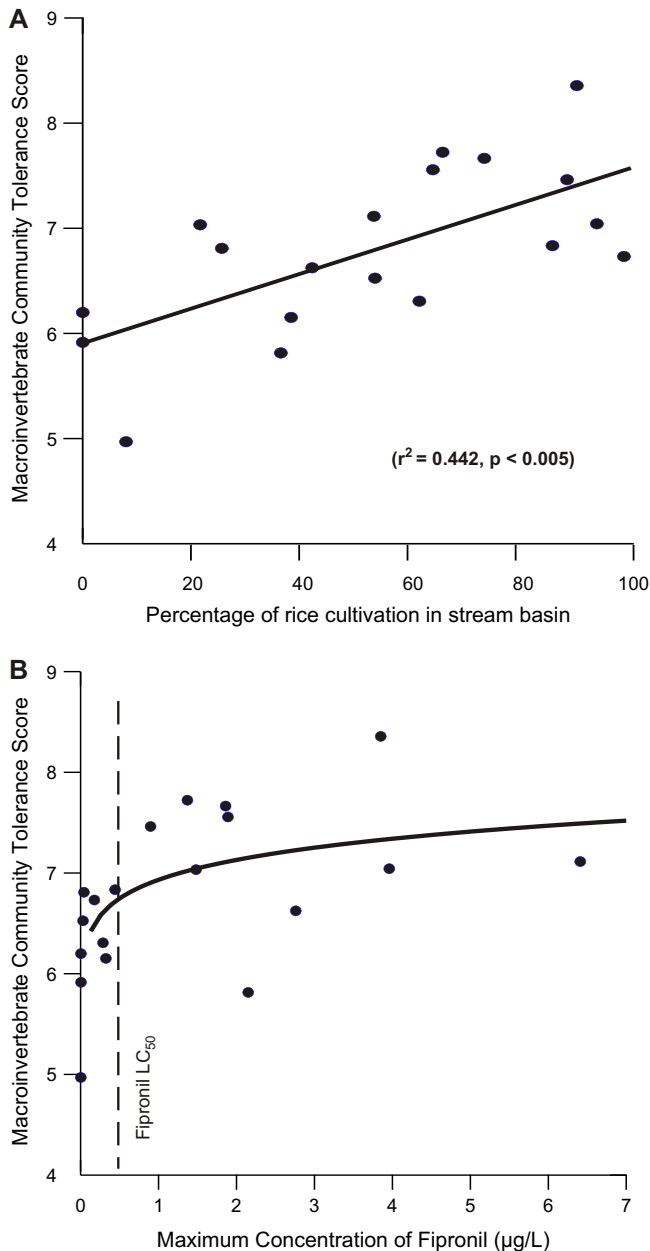 A
Macroinvertebrate Community Tolerance Score
9
8
7
6
5
4
(r² = 0.442, p < 0.005)
0 20 40 60 80 100
Percentage of rice cultivation in stream basin
B
Macroinvertebrate Community Tolerance Score
9
8
7
6
5
4
Fipronil LC₅₀
0 1 2 3 4 5 6 7
Maximum Concentration of Fipronil (µg/L)